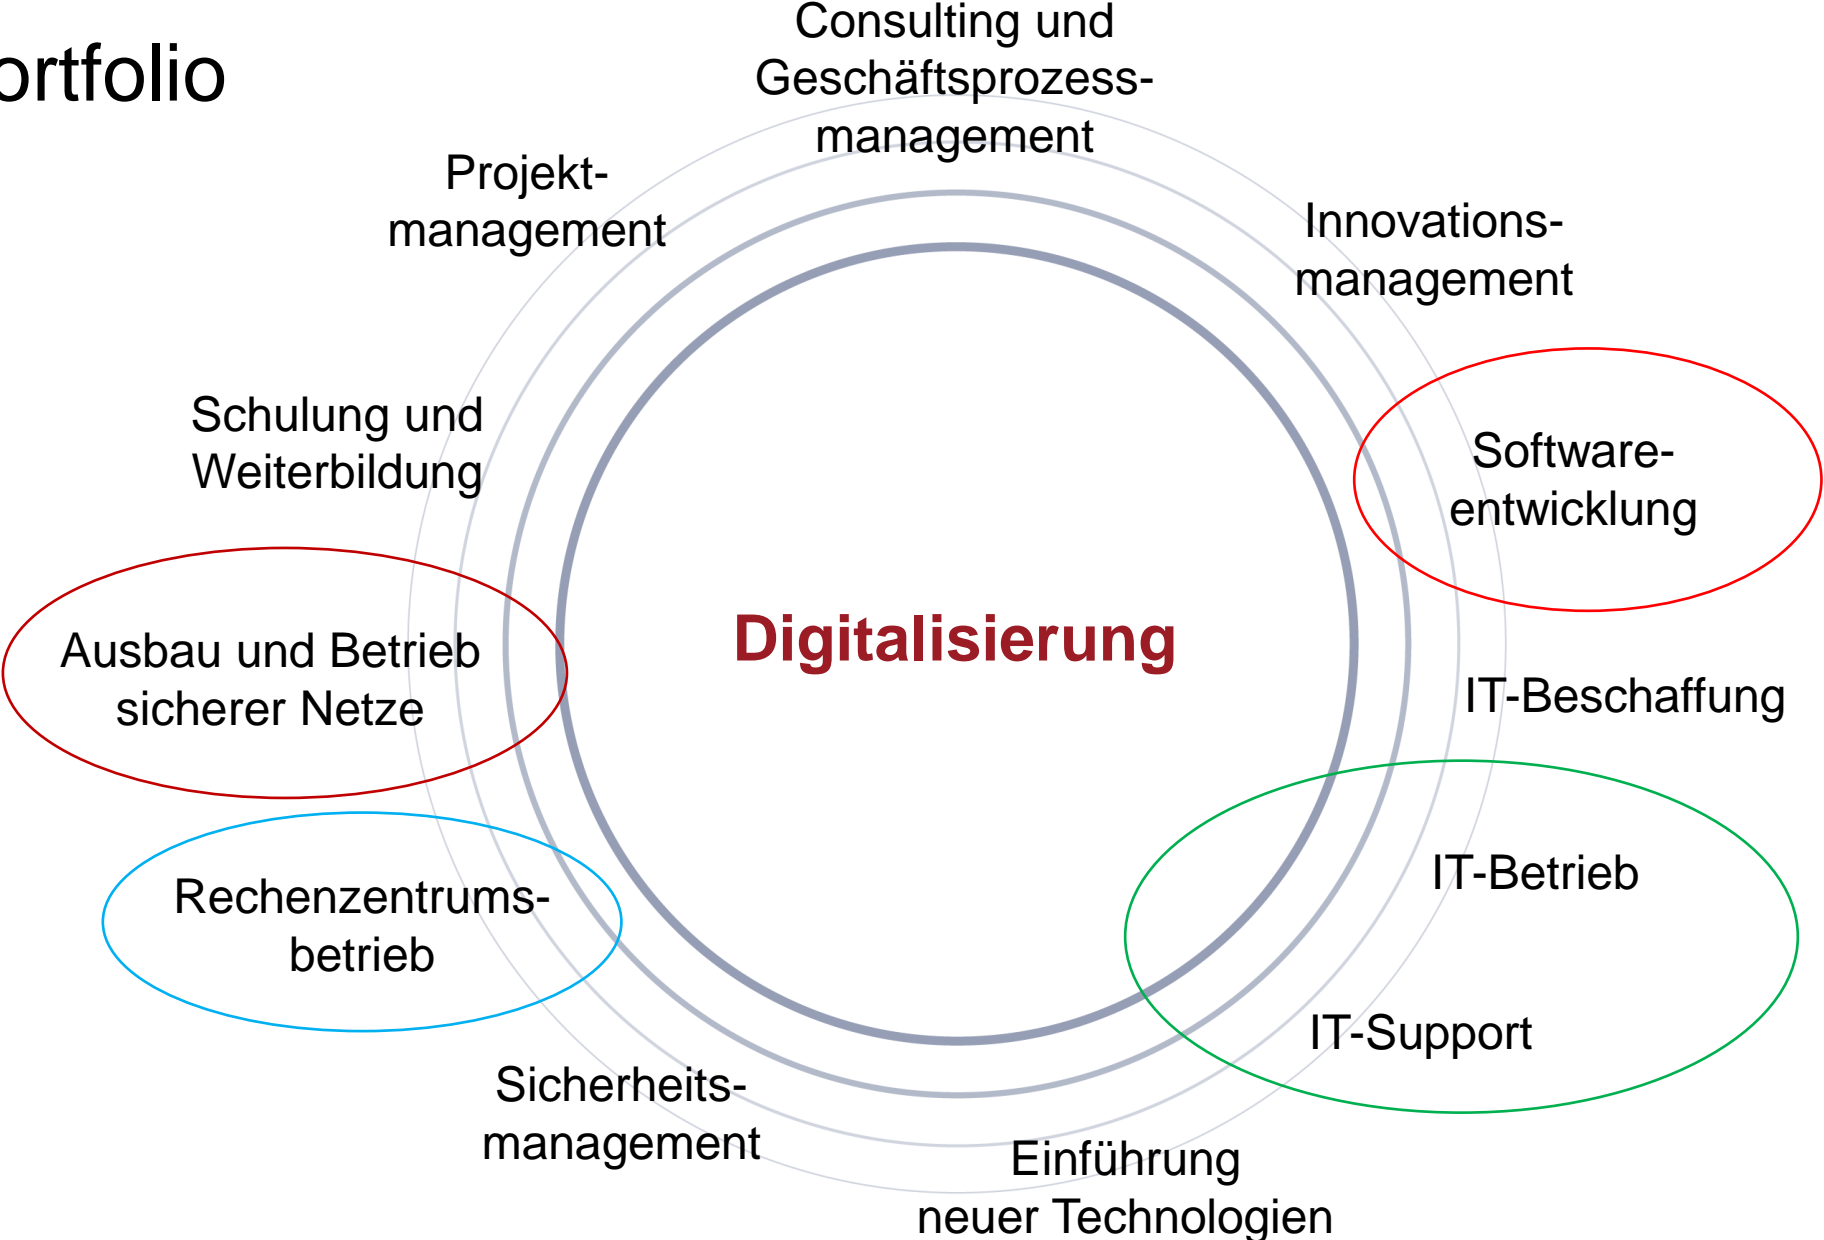 ortfolio
Consulting und
Geschäftsprozess-
management
Projekt-
management
Innovations-
management
Schulung und
Weiterbildung
Software-
entwicklung
Digitalisierung
Ausbau und Betrieb
sicherer Netze
IT-Beschaffung
Rechenzentrums-
betrieb
IT-Betrieb
IT-Support
Sicherheits-
management
Einführung
neuer Technologien